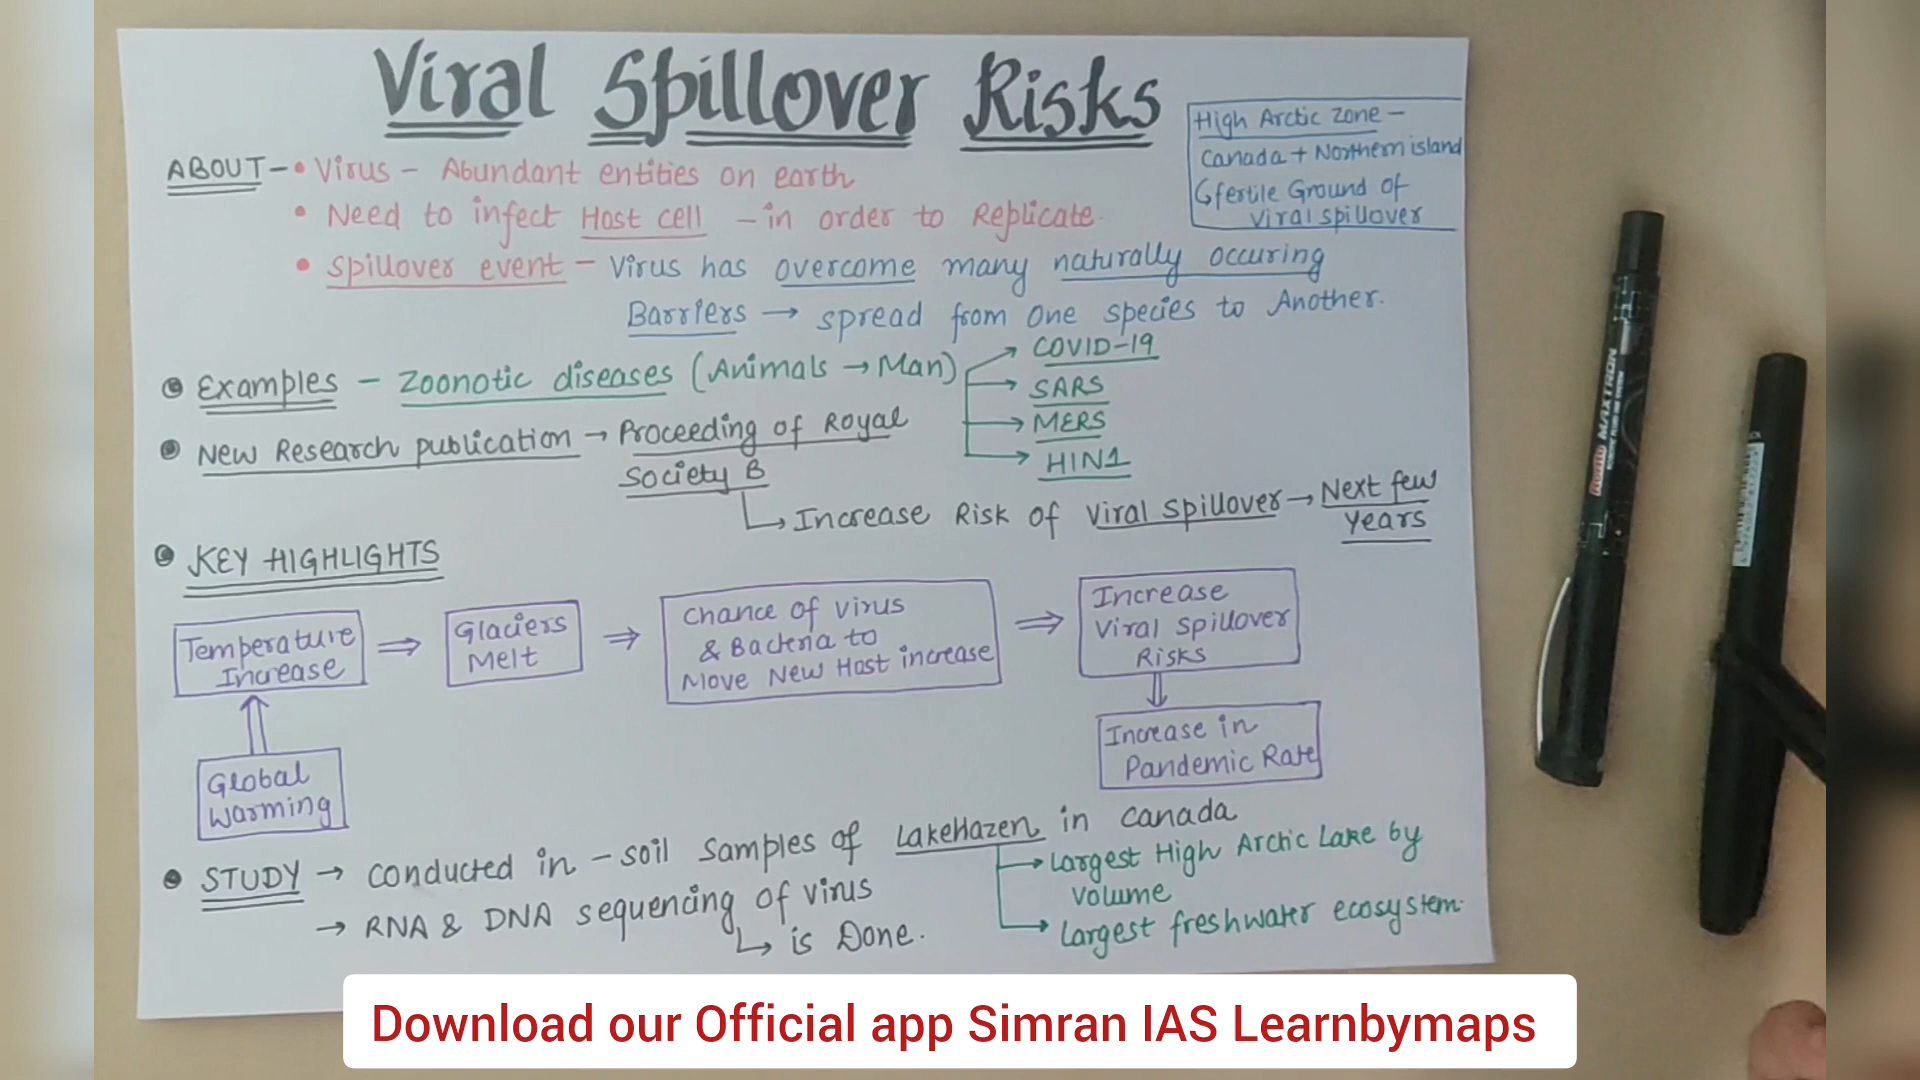 Viral Spillover Risks
High Arctic Zone -
Canada + Northern island
↳ fertile Ground of
Viral spillover
ABOUT - • Virus - Abundant entities on earth
• Need to infect Host cell - in order to Replicate.
• Spillover event - Virus has overcome many naturally occuring
Barriers → spread from One species to Another.
Examples - Zoonotic diseases (Animals → Man)
→ COVID-19
→ SARS
→ MERS
→ H1N1
New Research publication → Proceeding of Royal
Society B
↳ Increase Risk of Viral spillover → Next few
years
KEY HIGHLIGHTS
Temperature
Increase
⇒
Glaciers
Melt
⇒
Chance of virus
& Bacteria to
Move New Host increase
⇒
Increase
Viral Spillover
Risks
Increase in
Pandemic Rate
Global
Warming
STUDY → conducted in - soil samples of LakeHazen in Canada
→ Largest High Arctic Lake by
Volume
→ Largest freshwater ecosystem.
→ RNA & DNA sequencing of virus
↳ is Done.
Download our Official app Simran IAS Learnbymaps